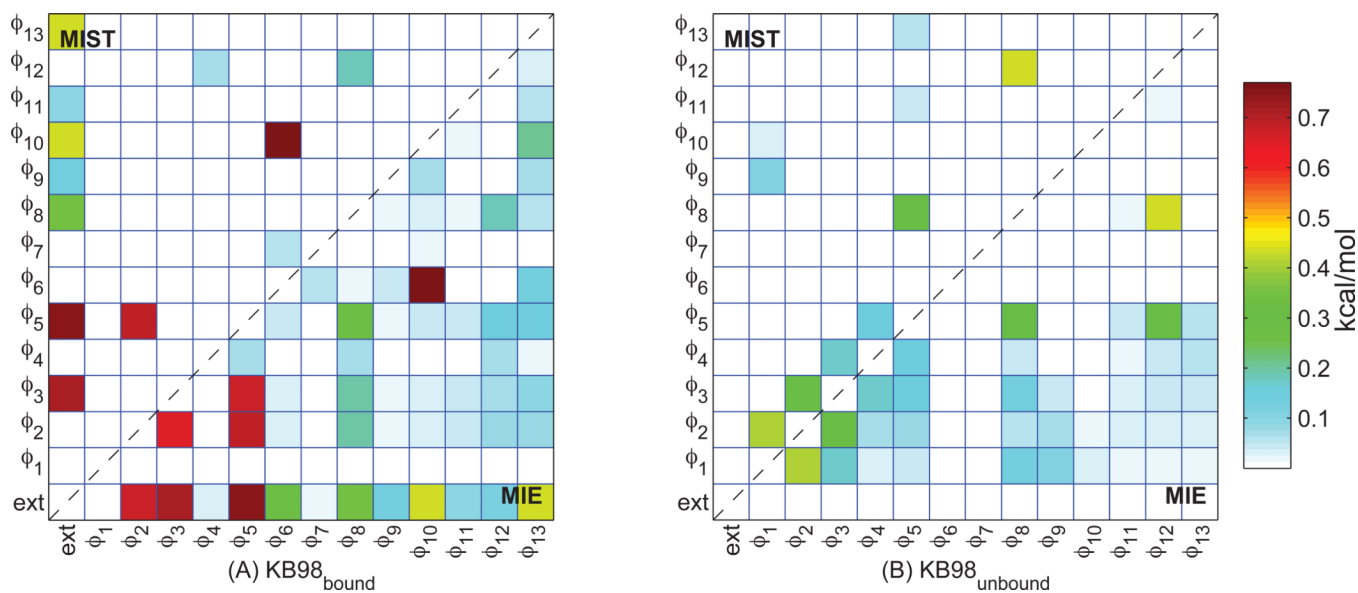 ϕ13
ϕ12
ϕ11
ϕ10
ϕ9
ϕ8
ϕ7
ϕ6
ϕ5
ϕ4
ϕ3
ϕ2
ϕ1
ext
MIST
MIE
ext ϕ1 ϕ2 ϕ3 ϕ4 ϕ5 ϕ6 ϕ7 ϕ8 ϕ9 ϕ10 ϕ11 ϕ12 ϕ13
(A) KB98bound
ϕ13
ϕ12
ϕ11
ϕ10
ϕ9
ϕ8
ϕ7
ϕ6
ϕ5
ϕ4
ϕ3
ϕ2
ϕ1
ext
MIST
MIE
ext ϕ1 ϕ2 ϕ3 ϕ4 ϕ5 ϕ6 ϕ7 ϕ8 ϕ9 ϕ10 ϕ11 ϕ12 ϕ13
(B) KB98unbound
0.7
0.6
0.5
0.4
0.3
0.2
0.1
kcal/mol